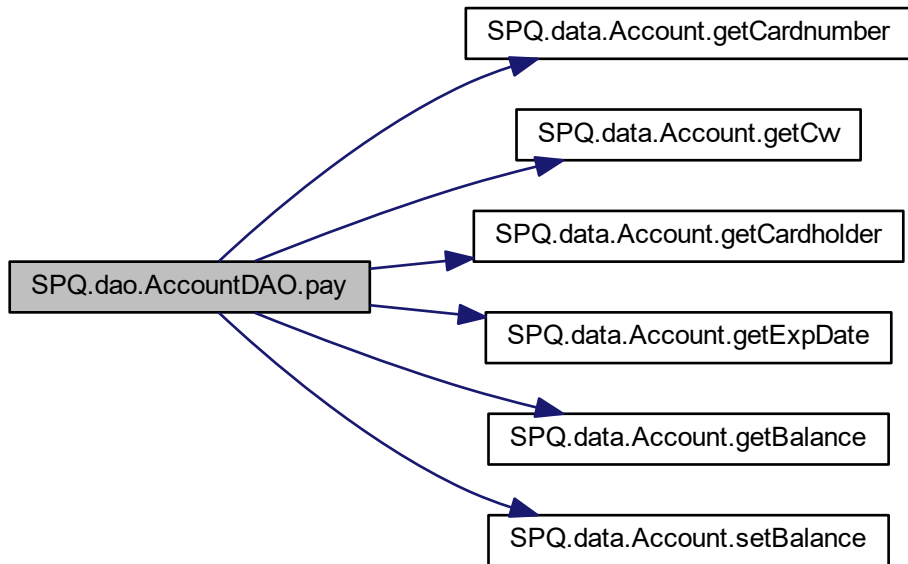 SPQ.data.Account.getCardnumber
SPQ.data.Account.getCvv
SPQ.data.Account.getCardholder
SPQ.dao.AccountDAO.pay
SPQ.data.Account.getExpDate
SPQ.data.Account.getBalance
SPQ.data.Account.setBalance